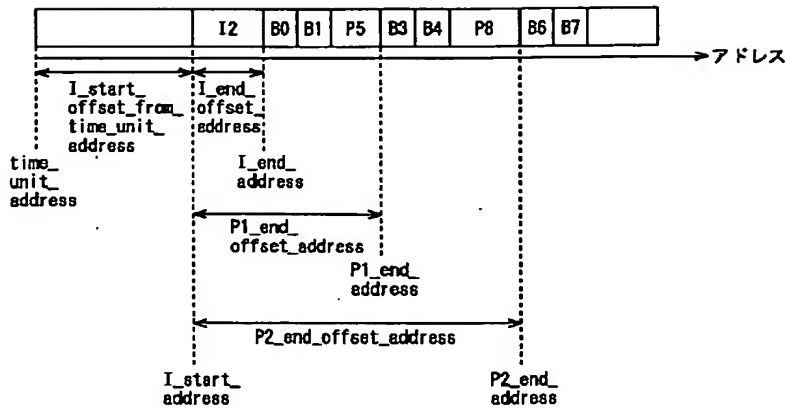 I2 B0 B1 P5 B3 B4 P8 B6 B7
アドレス
I_start_
offset_from_
time_unit_
address
I_end_
offset_
address
time_
unit_
address
I_end_
address
P1_end_
offset_address
P1_end_
address
P2_end_offset_address
I_start_
address
P2_end_
address